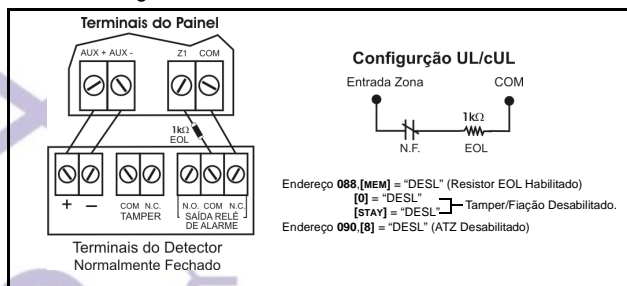 Terminais do Painel
AUX + AUX - Z1 COM
1kΩ
EOL
+ – COM N.C. N.O. COM N.C.
TAMPER SAÍDA RELÉ
DE ALARME
Terminais do Detector
Normalmente Fechado
Configurção UL/cUL
Entrada Zona COM
1kΩ
N.F. EOL
Endereço 088,[MEM] = “DESL” (Resistor EOL Habilitado)
[0] = “DESL”
[STAY] = “DESL” Tamper/Fiação Desabilitado.
Endereço 090,[8] = “DESL” (ATZ Desabilitado)